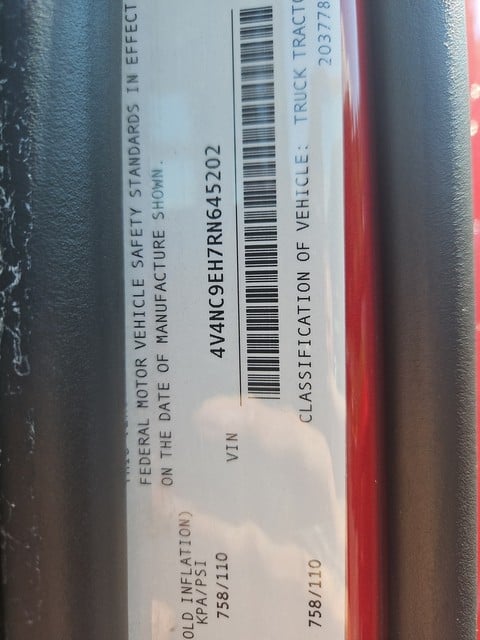 FEDERAL MOTOR VEHICLE SAFETY STANDARDS IN EFFECT
ON THE DATE OF MANUFACTURE SHOWN.
OLD INFLATION)
KPA/PSI
758/110
4V4NC9EH7RN645202
VIN
CLASSIFICATION OF VEHICLE: TRUCK TRACTO
758/110
203778